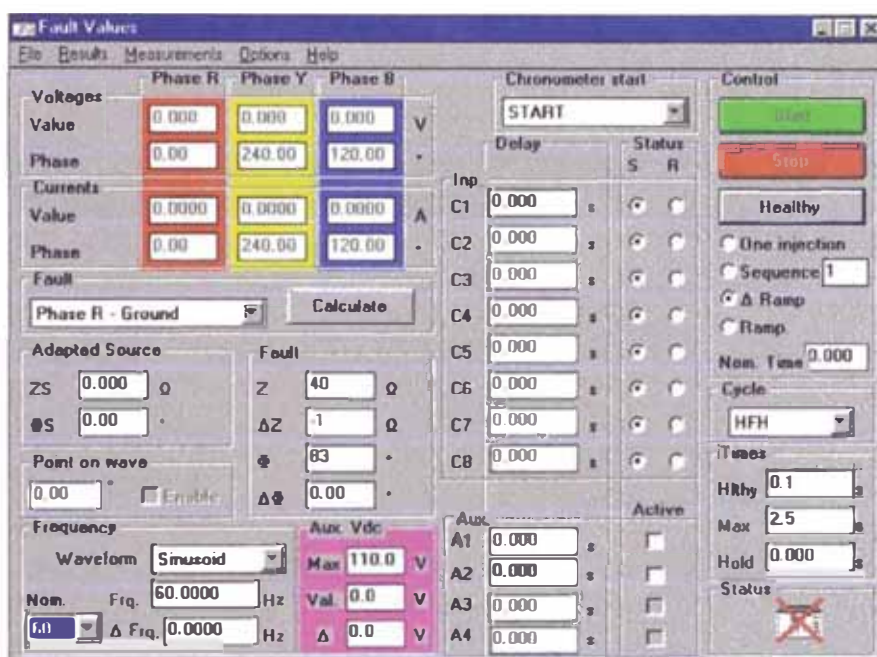 Fault Values
File Results Measurements Options Help
Phase R Phase Y Phase B
Voltages
Value 0.000 0.000 0.000 V
Phase 0.00 240.00 120.00 °
Currents
Value 0.0000 0.0000 0.0000 A
Phase 0.00 240.00 120.00 °
Fault
Phase R - Ground
Calculate
Adapted Source
ZS 0.000 Ω
ΦS 0.00 °
Point on wave
0.00 ° Enable
Fault
Z 40 Ω
ΔZ -1 Ω
Φ 83 °
ΔΦ 0.00 °
Frequency
Waveform Sinusoid
Nom. Frq. 60.0000 Hz
60 Δ Frq. 0.0000 Hz
Aux. Vdc
Max 110.0 V
Val. 0.0 V
Δ 0.0 V
Chronometer start
START
Delay Status
S R
Inp
C1 0.000 s
C2 0.000 s
C3 0.000 s
C4 0.000 s
C5 0.000 s
C6 0.000 s
C7 0.000 s
C8 0.000 s
Aux. Active
A1 0.000 s
A2 0.000 s
A3 0.000 s
A4 0.000 s
Control
Start
Stop
Healthy
One injection
Sequence 1
Δ Ramp
Ramp
Nom. Time 0.000
Cycle
HFH
Times
Hlthy 0.1 s
Max 2.5 s
Hold 0.000 s
Status